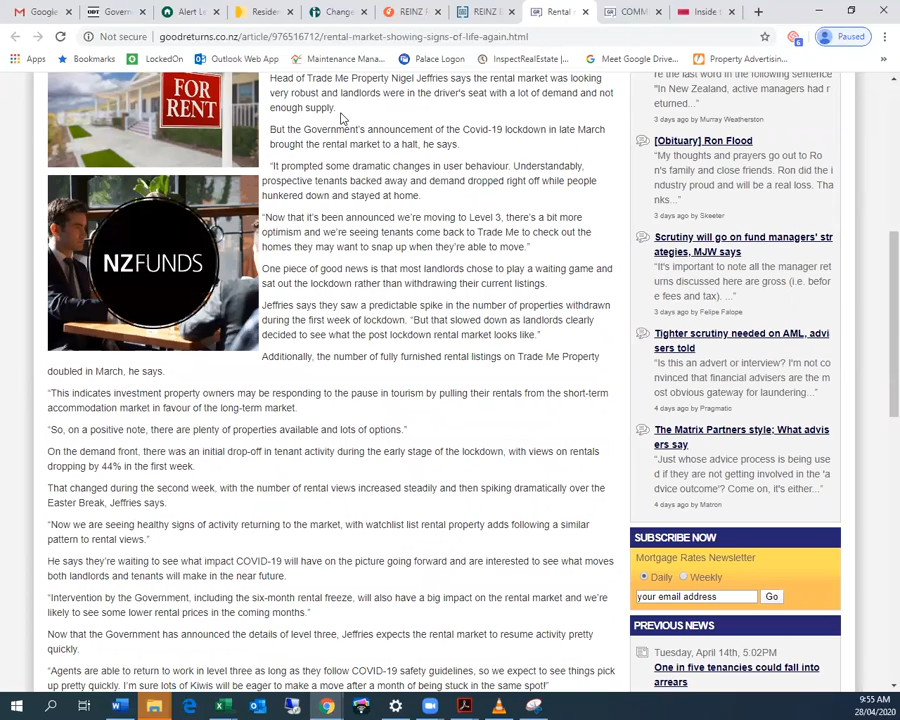 Google
Govern
Alert Le
Residen
Change
REINZ F
REINZ E
Rental r
COMM
Inside t
Not secure
goodreturns.co.nz/article/976516712/rental-market-showing-signs-of-life-again.html
Paused
Bookmarks
LockedOn
Outlook Web App
Maintenance Mana...
Palace Logon
InspectRealEstate...
Meet Google Drive...
Property Advertising...
FOR
RENT
Head of Trade Me Property Nigel Jeffries says the rental market was looking
very robust and landlords were in the driver's seat with a lot of demand and not
enough supply.
But the Government's announcement of the Covid-19 lockdown in late March
brought the rental market to a halt, he says.
“It prompted some dramatic changes in user behaviour. Understandably,
prospective tenants backed away and demand dropped right off while people
hunkered down and stayed at home.
NZFUNDS
“Now that it's been announced we're moving to Level 3, there's a bit more
optimism and we're seeing tenants come back to Trade Me to check out the
homes they may want to snap up when they're able to move.”
One piece of good news is that most landlords chose to play a waiting game and
sat out the lockdown rather than withdrawing their current listings.
Jeffries says they saw a predictable spike in the number of properties withdrawn
during the first week of lockdown. “But that slowed down as landlords clearly
decided to see what the post lockdown rental market looks like.”
Additionally, the number of fully furnished rental listings on Trade Me Property
doubled in March, he says.
“This indicates investment property owners may be responding to the pause in tourism by pulling their rentals from the short-term
accommodation market in favour of the long-term market.
“So, on a positive note, there are plenty of properties available and lots of options.”
On the demand front, there was an initial drop-off in tenant activity during the early stage of the lockdown, with views on rentals
dropping by 44% in the first week.
That changed during the second week, with the number of rental views increased steadily and then spiking dramatically over the
Easter Break, Jeffries says.
“Now we are seeing healthy signs of activity returning to the market, with watchlist list rental property adds following a similar
pattern to rental views.”
He says they're waiting to see what impact COVID-19 will have on the picture going forward and are interested to see what moves
both landlords and tenants will make in the near future.
“Intervention by the Government, including the six-month rental freeze, will also have a big impact on the rental market and we're
likely to see some lower rental prices in the coming months.”
Now that the Government has announced the details of level three, Jeffries expects the rental market to resume activity pretty
quickly.
“Agents are able to return to work in level three as long as they follow COVID-19 safety guidelines, so we expect to see things pick
up pretty quickly. I'm sure lots of Kiwis will be eager to make a move after a month of being stuck in the same spot!”
re the last word in the following sentence
"In New Zealand, active managers had r
eturned...”
3 days ago by Murray Weatherston
[Obituary] Ron Flood
“My thoughts and prayers go out to Ro
n's family and close friends. Ron did the i
ndustry proud and will be a real loss. Tha
nks...”
3 days ago by Skeeter
Scrutiny will go on fund managers' str
ategies, MJW says
“It's important to note all the manager ret
urns discussed here are gross (i.e. befor
e fees and tax). ...”
3 days ago by Felipe Falope
Tighter scrutiny needed on AML, advi
sers told
“Is this an advert or interview? I'm not co
nvinced that financial advisers are the m
ost obvious gateway for laundering...”
4 days ago by Pragmatic
The Matrix Partners style; What advis
ers say
“Just whose advice process is being use
d if they are not getting involved in the 'a
dvice outcome'? Come on, it's either...”
4 days ago by Matron
SUBSCRIBE NOW
Mortgage Rates Newsletter
Daily Weekly
your email address Go
PREVIOUS NEWS
Tuesday, April 14th, 5:02PM
One in five tenancies could fall into
arrears
9:55 AM
28/04/2020